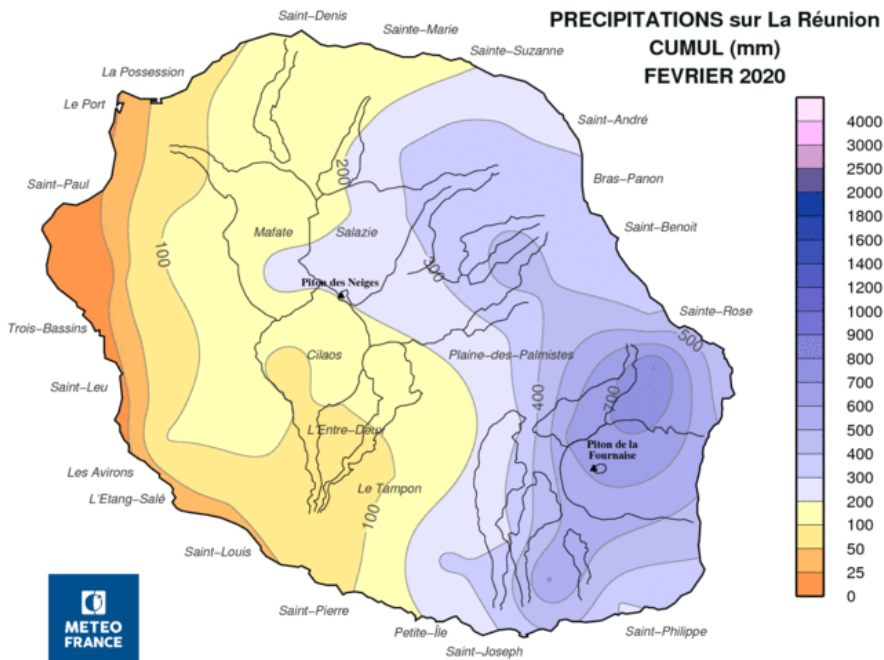 PRECIPITATIONS sur La Réunion
CUMUL (mm)
FEVRIER 2020
Saint–Denis
Sainte–Marie
Sainte–Suzanne
La Possession
Le Port
Saint–André
Saint–Paul
Bras–Panon
Mafate
Salazie
Saint–Benoit
Piton des Neiges
Sainte–Rose
Trois–Bassins
Cilaos
Plaine–des–Palmistes
Saint–Leu
L'Entre–Deux
Piton de la
Fournaise
Les Avirons
Le Tampon
L'Etang–Salé
Saint–Louis
Saint–Pierre
Petite–Île
Saint–Philippe
Saint–Joseph
200
100
300
500
400
700
100
4000
3000
2500
2000
1800
1600
1400
1200
1000
900
800
700
600
500
400
300
200
100
50
25
0
METEO
FRANCE